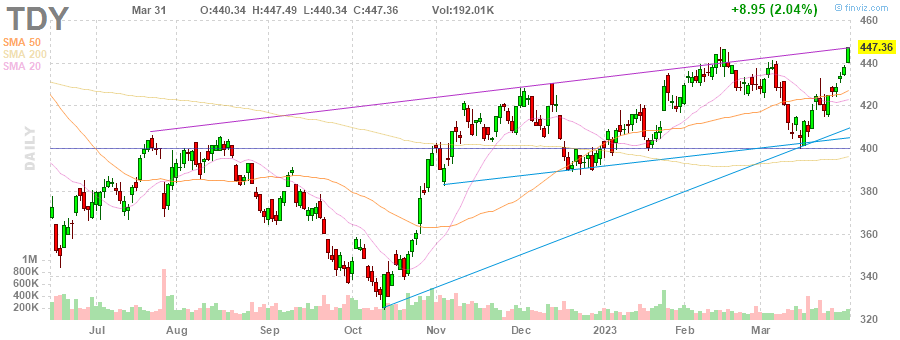 TDY Mar 31 O:440.34 H:447.49 L:440.34 C:447.36 Vol:192.01K +8.95 (2.04%) finviz.com
SMA 50
SMA 200
SMA 20
DAILY
460
447.36
440
420
400
380
360
340
320
1M
800K
600K
400K
200K
Jul Aug Sep Oct Nov Dec 2023 Feb Mar